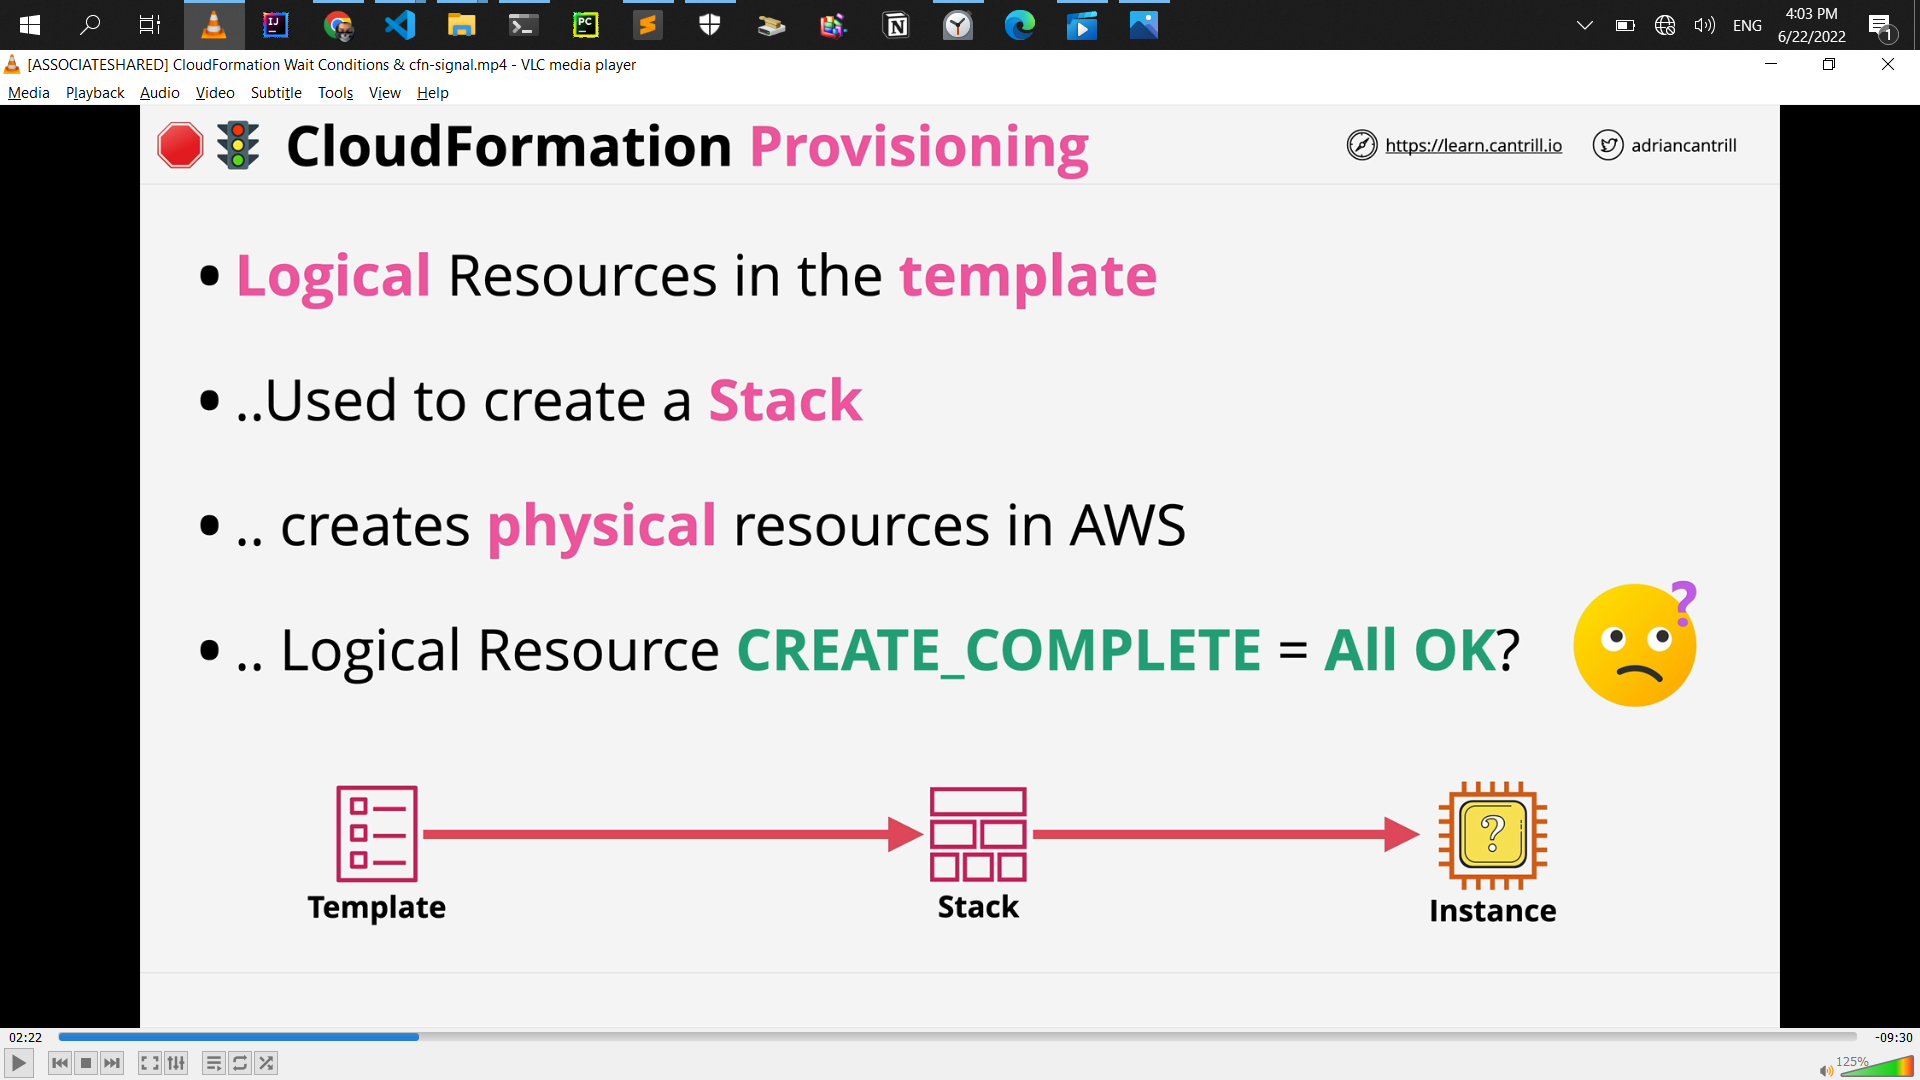 4:03 PM
ENG
6/22/2022
1
[ASSOCIATESHARED] CloudFormation Wait Conditions & cfn-signal.mp4 - VLC media player
Media Playback Audio Video Subtitle Tools View Help
CloudFormation Provisioning
https://learn.cantrill.io
adriancantrill
• Logical Resources in the template
• ..Used to create a Stack
• .. creates physical resources in AWS
• .. Logical Resource CREATE_COMPLETE = All OK?
?
?
Template
Stack
Instance
02:22
-09:30
125%
IJ
PC
N